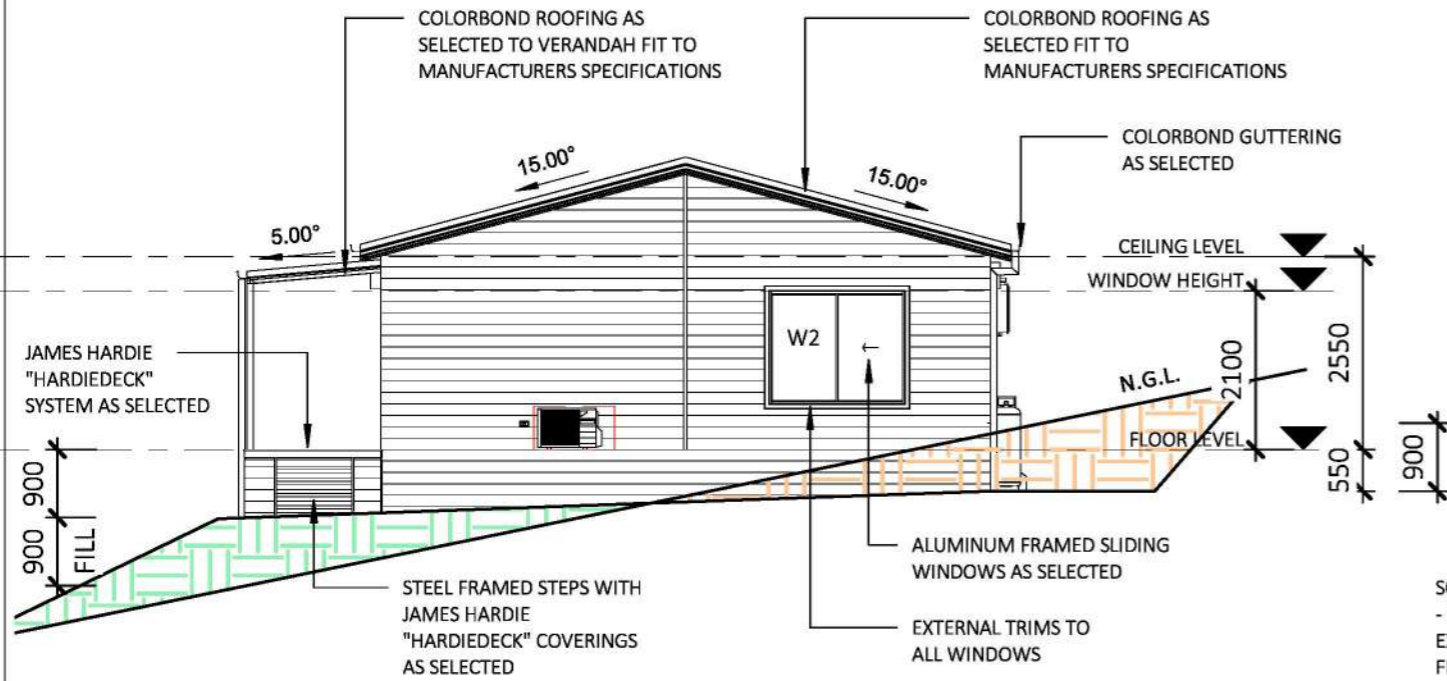 COLORBOND ROOFING AS
SELECTED TO VERANDAH FIT TO
MANUFACTURERS SPECIFICATIONS
COLORBOND ROOFING AS
SELECTED FIT TO
MANUFACTURERS SPECIFICATIONS
COLORBOND GUTTERING
AS SELECTED
15.00°
15.00°
5.00°
CEILING LEVEL
WINDOW HEIGHT
W2
JAMES HARDIE
"HARDIEDECK"
SYSTEM AS SELECTED
2100
2550
N.G.L.
FLOOR LEVEL
900
550
900
900
FILL
ALUMINUM FRAMED SLIDING
WINDOWS AS SELECTED
STEEL FRAMED STEPS WITH
JAMES HARDIE
"HARDIEDECK" COVERINGS
AS SELECTED
EXTERNAL TRIMS TO
ALL WINDOWS